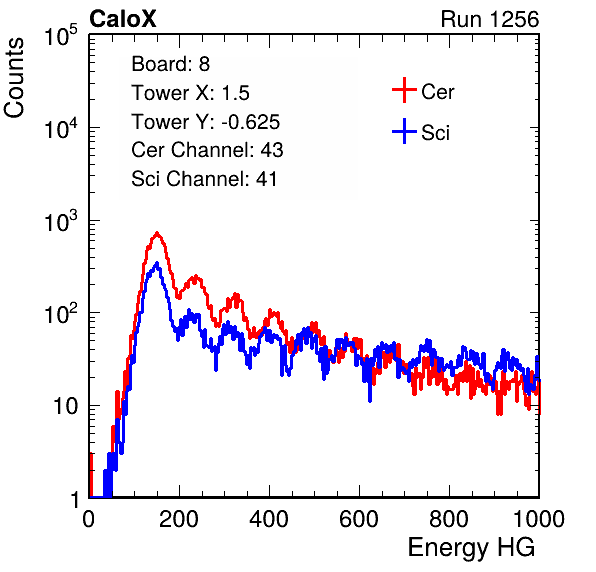 CaloX Run 1256
Counts
Board: 8
Tower X: 1.5
Tower Y: -0.625
Cer Channel: 43
Sci Channel: 41
Cer
Sci
10^5
10^4
10^3
10^2
10
1
0 200 400 600 800 1000
Energy HG